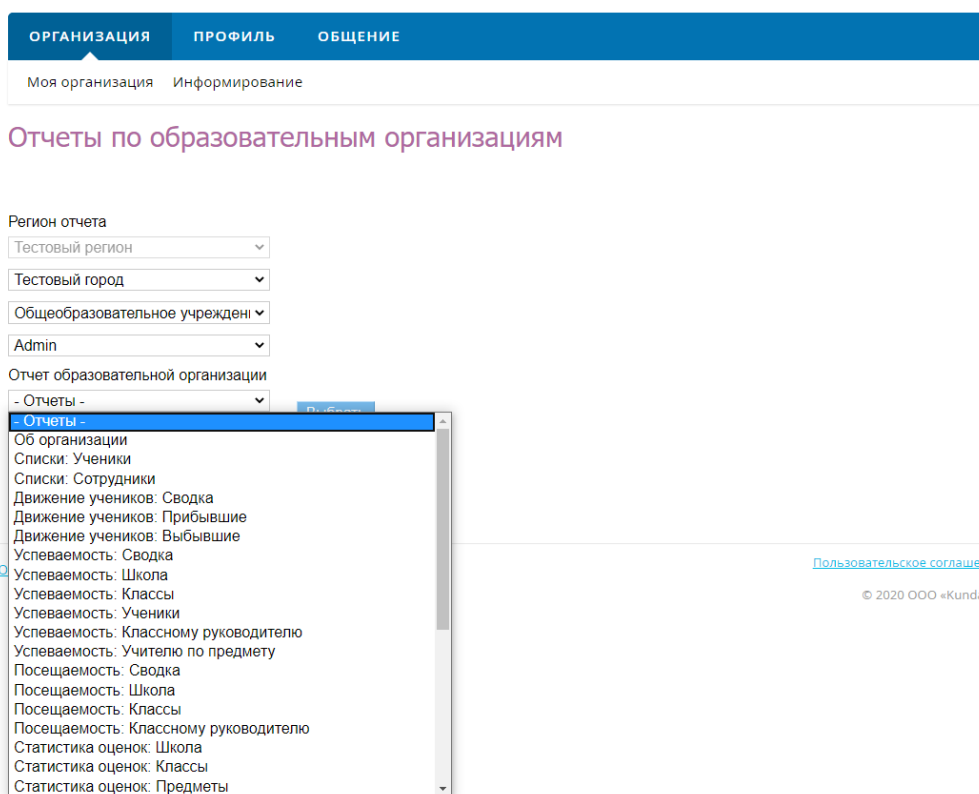 ОРГАНИЗАЦИЯ ПРОФИЛЬ ОБЩЕНИЕ
Моя организация Информирование
Отчеты по образовательным организациям
Регион отчета
Тестовый регион
Тестовый город
Общеобразовательное учреждени
Admin
Отчет образовательной организации
- Отчеты -
Выбрать
- Отчеты -
Об организации
Списки: Ученики
Списки: Сотрудники
Движение учеников: Сводка
Движение учеников: Прибывшие
Движение учеников: Выбывшие
Успеваемость: Сводка
Успеваемость: Школа
Успеваемость: Классы
Успеваемость: Ученики
Успеваемость: Классному руководителю
Успеваемость: Учителю по предмету
Посещаемость: Сводка
Посещаемость: Школа
Посещаемость: Классы
Посещаемость: Классному руководителю
Статистика оценок: Школа
Статистика оценок: Классы
Статистика оценок: Предметы
Пользовательское соглаше
© 2020 ООО «Kunda